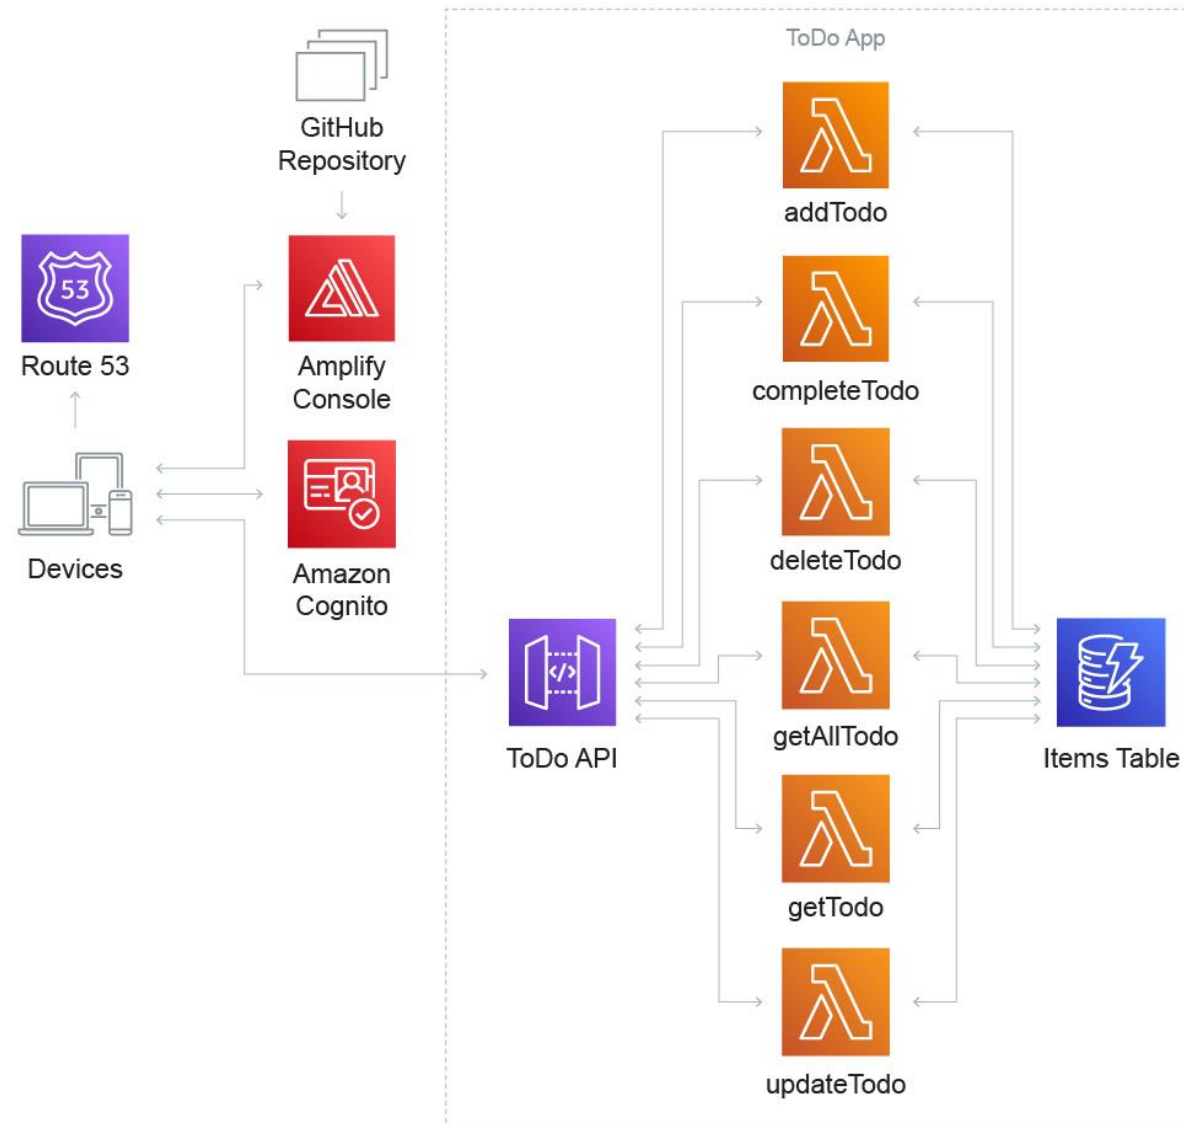 ToDo App
GitHub
Repository
53
Route 53
Amplify
Console
Devices
Amazon
Cognito
</>
ToDo API
addTodo
completeTodo
deleteTodo
getAllTodo
getTodo
updateTodo
Items Table